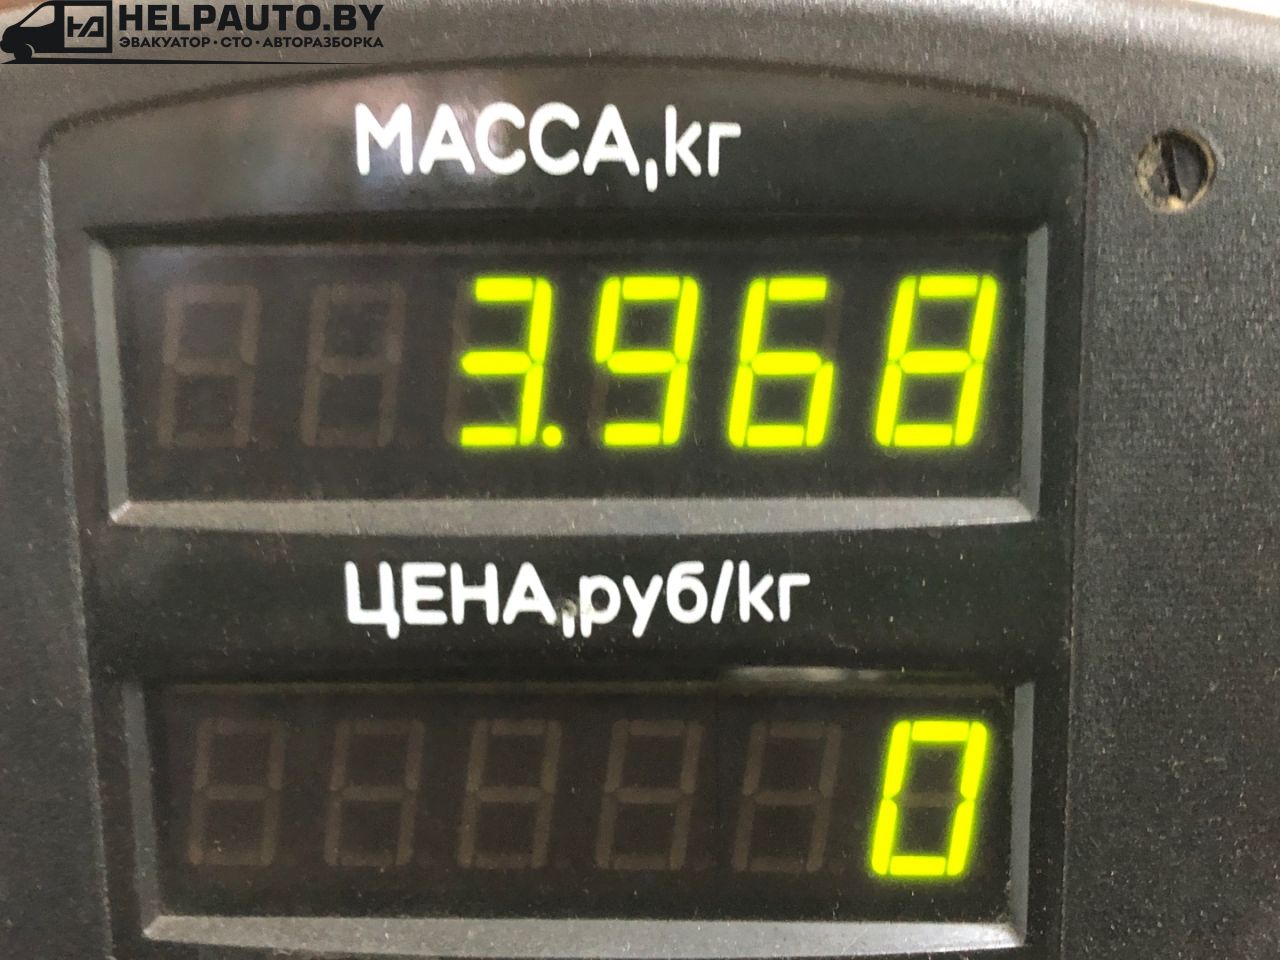 HELPAUTO.BY
ЭВАКУАТОР · СТО · АВТОРАЗБОРКА
МАССА,кг
3.968
ЦЕНА,руб/кг
0